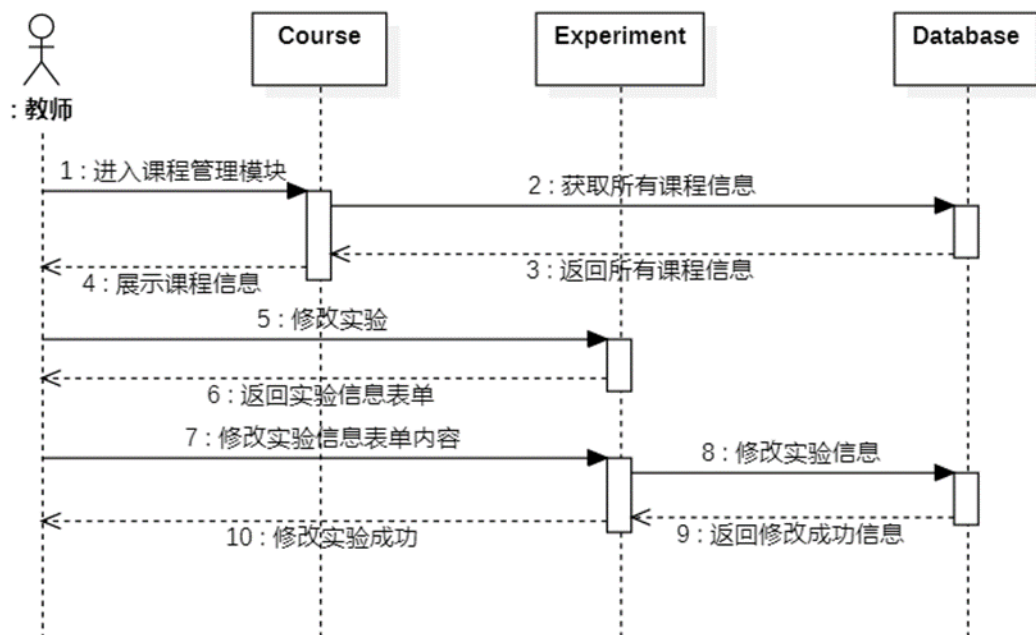 Course
Experiment
Database
: 教师
1 : 进入课程管理模块
2 : 获取所有课程信息
3 : 返回所有课程信息
4 : 展示课程信息
5 : 修改实验
6 : 返回实验信息表单
7 : 修改实验信息表单内容
8 : 修改实验信息
9 : 返回修改成功信息
10 : 修改实验成功